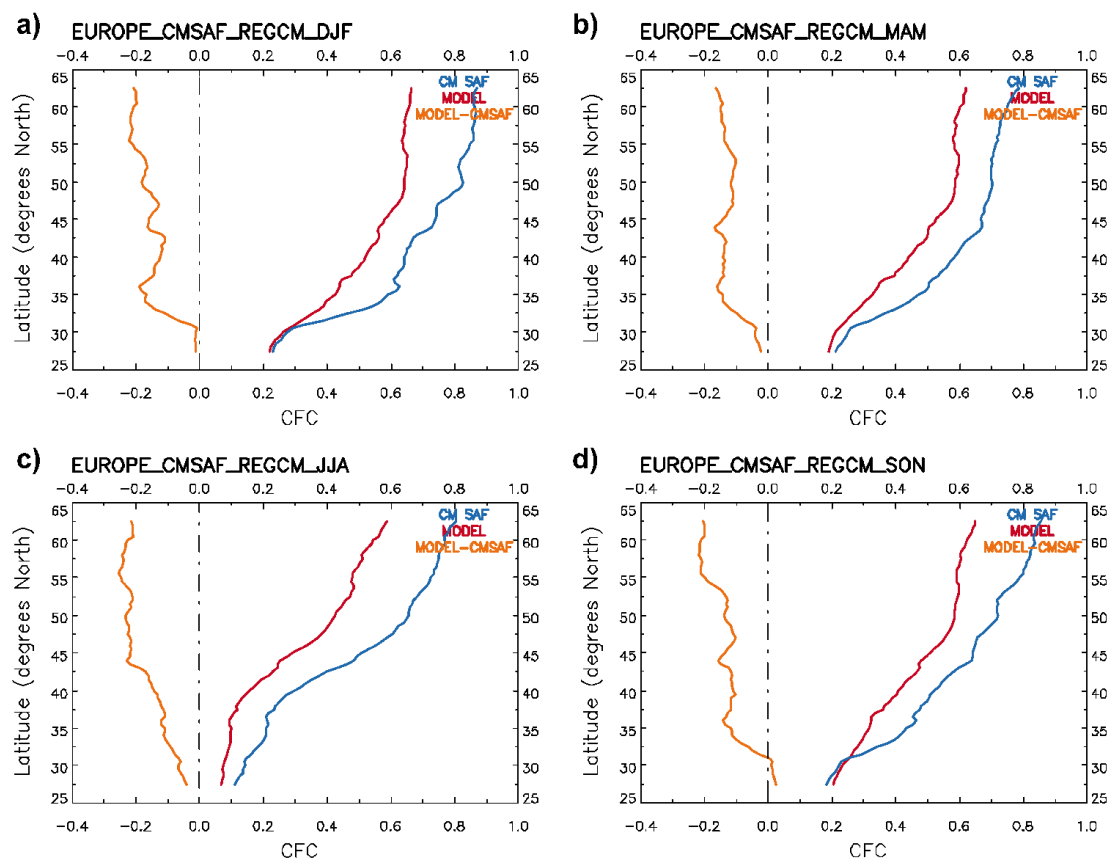 a) EUROPE_CMSAF_REGCM_DJF
−0.4 −0.2 0.0 0.2 0.4 0.6 0.8 1.0
65 65
CM SAF
60 MODEL 60
MODEL−CMSAF
55 55
50 50
45 45
40 40
35 35
30 30
25 25
Latitude (degrees North)
−0.4 −0.2 0.0 0.2 0.4 0.6 0.8 1.0
CFC
b) EUROPE_CMSAF_REGCM_MAM
−0.4 −0.2 0.0 0.2 0.4 0.6 0.8 1.0
65 65
CM SAF
60 MODEL 60
MODEL−CMSAF
55 55
50 50
45 45
40 40
35 35
30 30
25 25
Latitude (degrees North)
−0.4 −0.2 0.0 0.2 0.4 0.6 0.8 1.0
CFC
c) EUROPE_CMSAF_REGCM_JJA
−0.4 −0.2 0.0 0.2 0.4 0.6 0.8 1.0
65 65
CM SAF
60 MODEL 60
MODEL−CMSAF
55 55
50 50
45 45
40 40
35 35
30 30
25 25
Latitude (degrees North)
−0.4 −0.2 0.0 0.2 0.4 0.6 0.8 1.0
CFC
d) EUROPE_CMSAF_REGCM_SON
−0.4 −0.2 0.0 0.2 0.4 0.6 0.8 1.0
65 65
CM SAF
60 MODEL 60
MODEL−CMSAF
55 55
50 50
45 45
40 40
35 35
30 30
25 25
Latitude (degrees North)
−0.4 −0.2 0.0 0.2 0.4 0.6 0.8 1.0
CFC